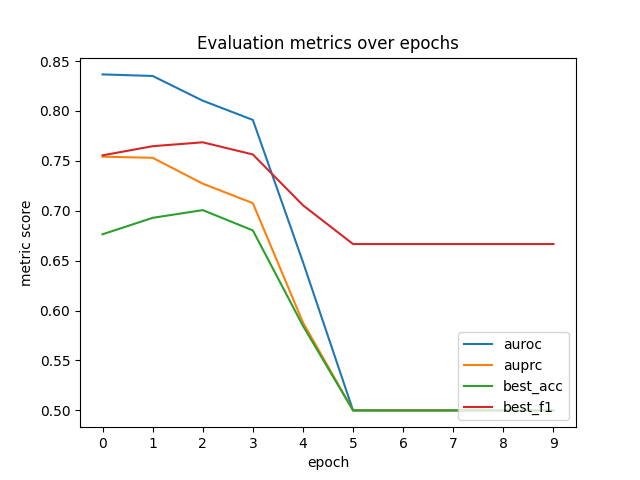 Evaluation metrics over epochs
metric score
0.85
0.80
0.75
0.70
0.65
0.60
0.55
0.50
auroc
auprc
best_acc
best_f1
0 1 2 3 4 5 6 7 8 9
epoch